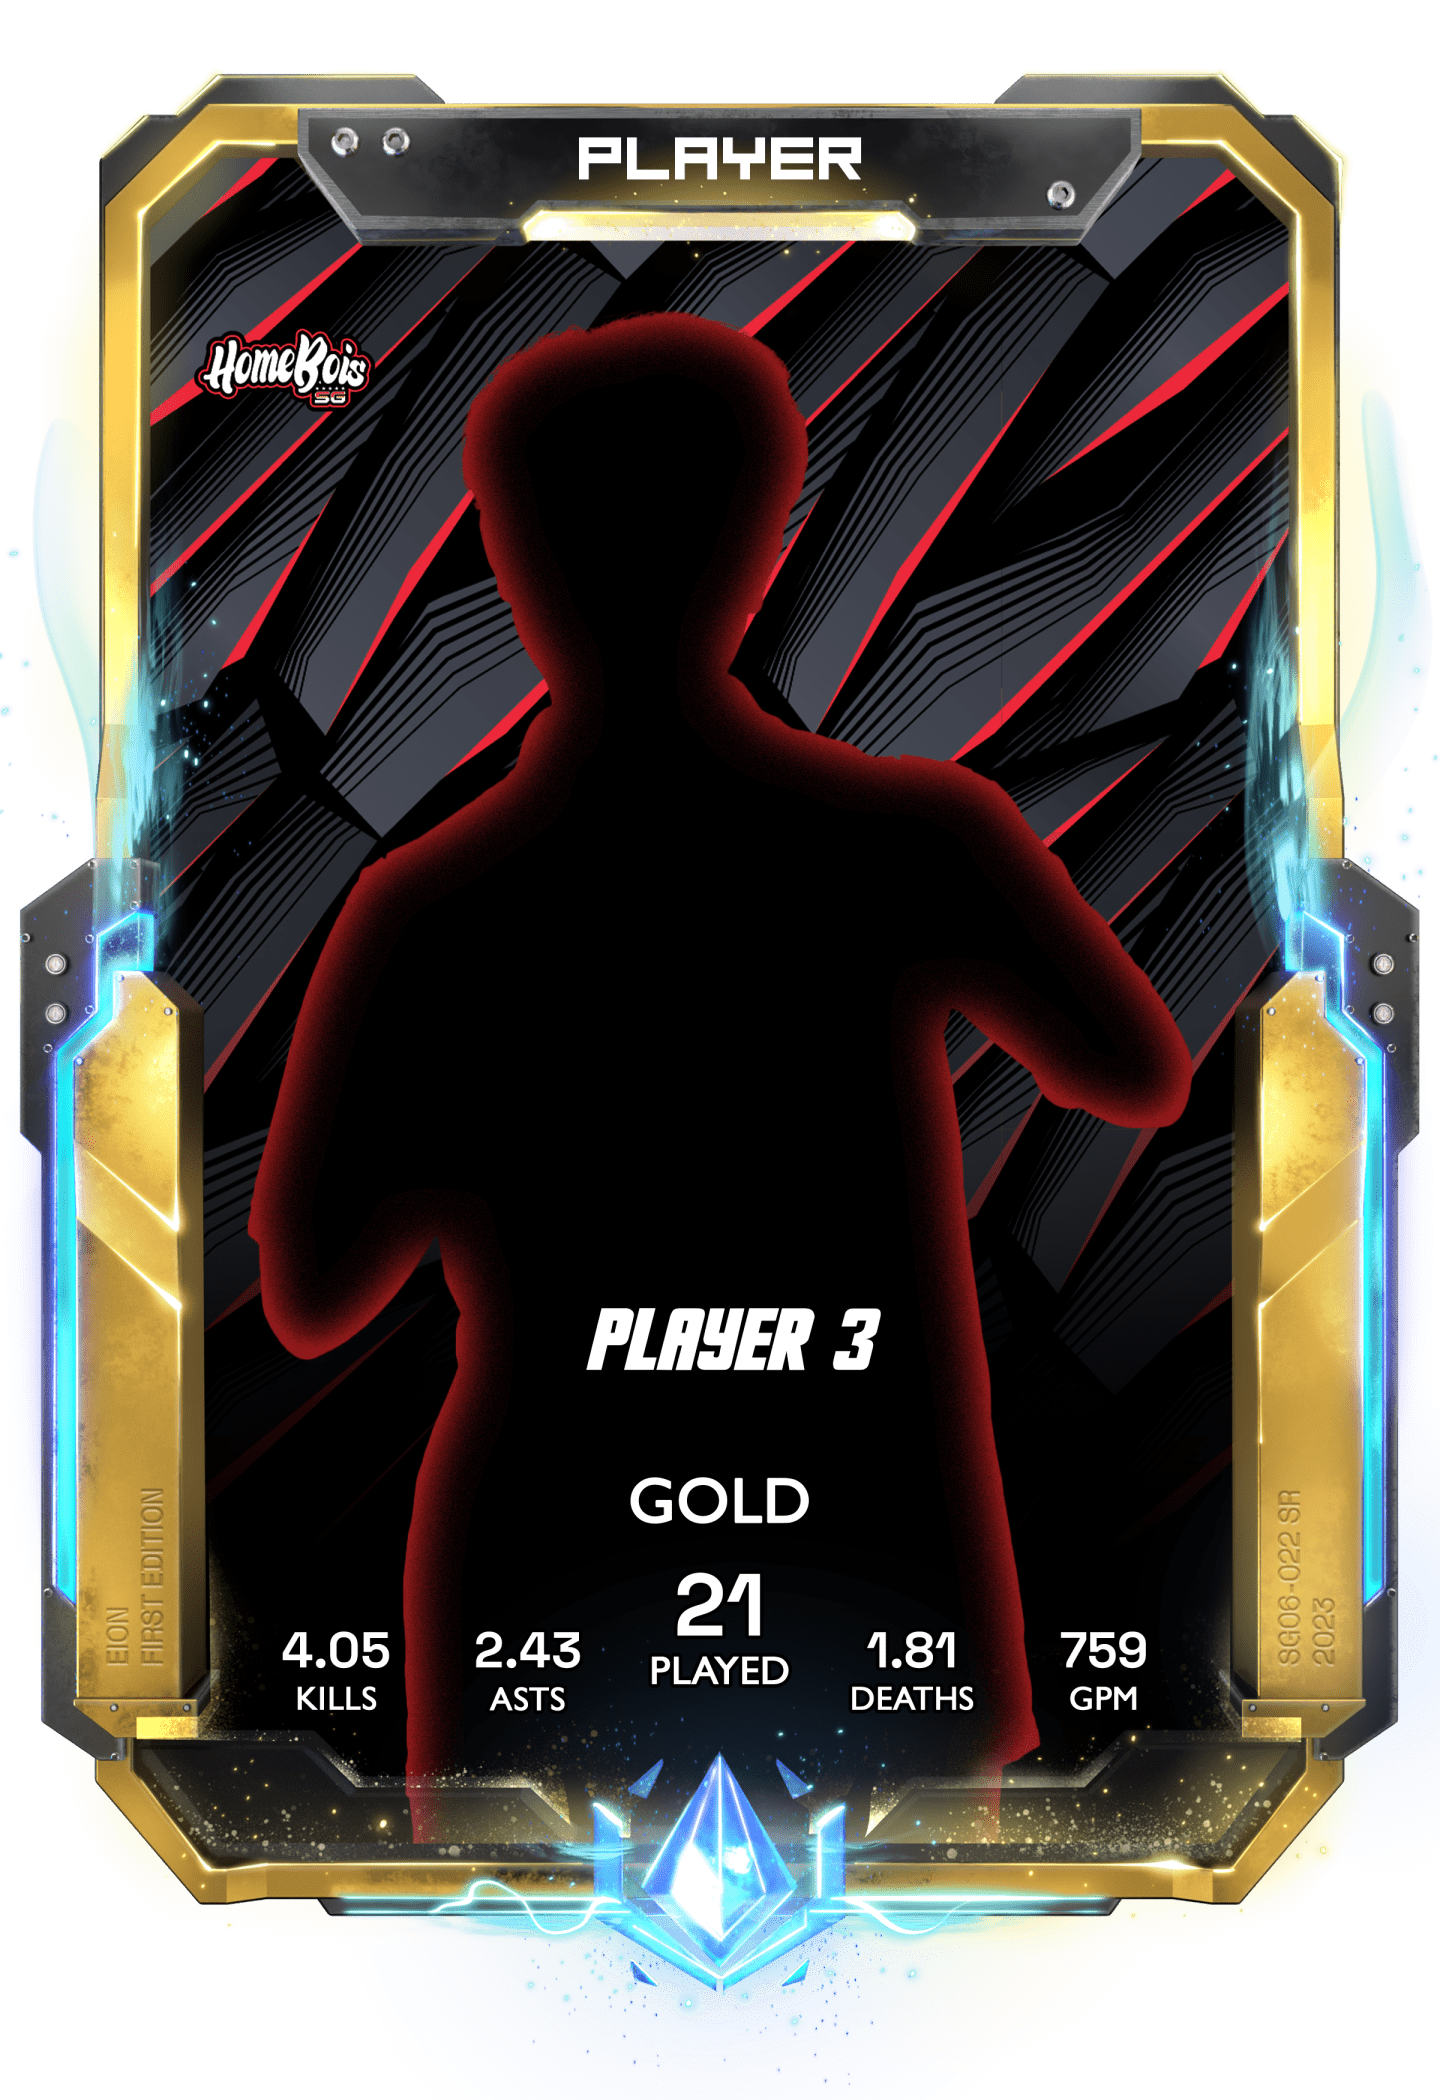 PLAYER
HomeBois
SG
PLAYER 3
GOLD
21
PLAYED
4.05
KILLS
2.43
ASTS
1.81
DEATHS
759
GPM
EION
FIRST EDITION
SG06-022 SR
2023